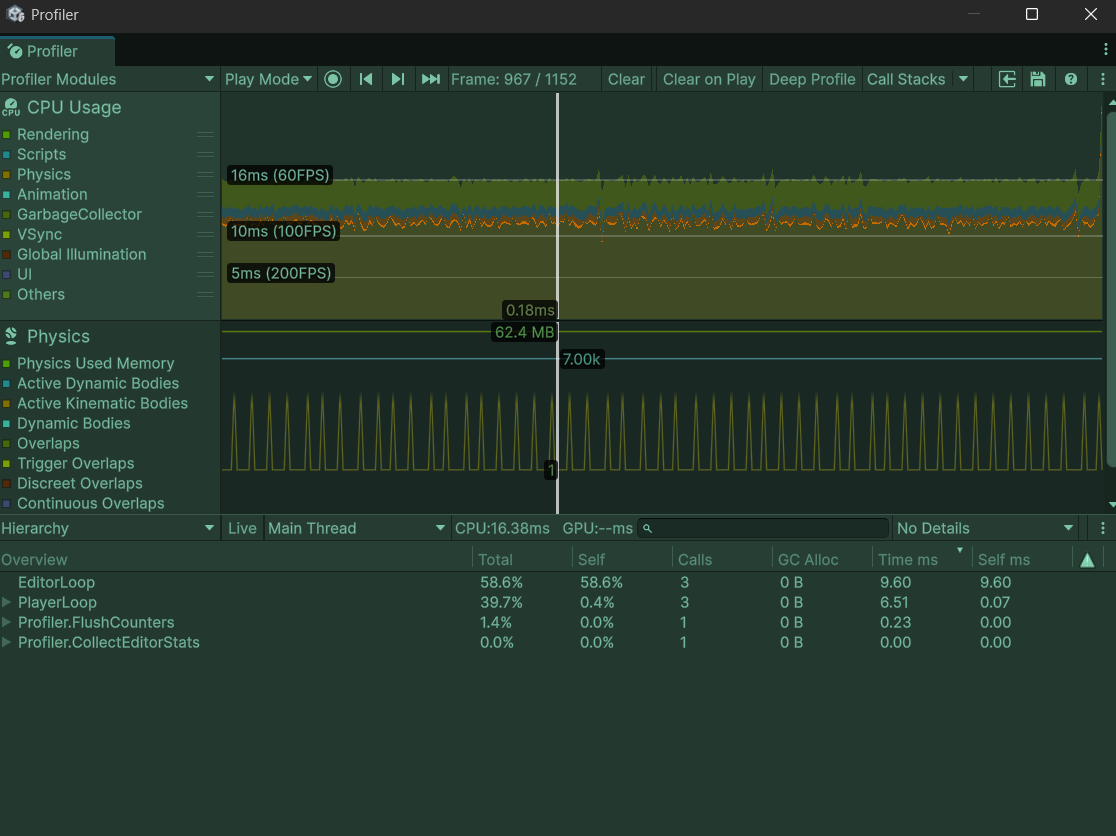 Profiler
Profiler
Profiler Modules Play Mode Frame: 967 / 1152 Clear Clear on Play Deep Profile Call Stacks
CPU Usage
CPU
Rendering
Scripts
Physics
Animation
GarbageCollector
VSync
Global Illumination
UI
Others
16ms (60FPS)
10ms (100FPS)
5ms (200FPS)
0.18ms
Physics
Physics Used Memory
Active Dynamic Bodies
Active Kinematic Bodies
Dynamic Bodies
Overlaps
Trigger Overlaps
Discreet Overlaps
Continuous Overlaps
62.4 MB
7.00k
1
Hierarchy Live Main Thread CPU:16.38ms GPU:--ms No Details
Overview Total Self Calls GC Alloc Time ms Self ms
EditorLoop 58.6% 58.6% 3 0 B 9.60 9.60
PlayerLoop 39.7% 0.4% 3 0 B 6.51 0.07
Profiler.FlushCounters 1.4% 0.0% 1 0 B 0.23 0.00
Profiler.CollectEditorStats 0.0% 0.0% 1 0 B 0.00 0.00